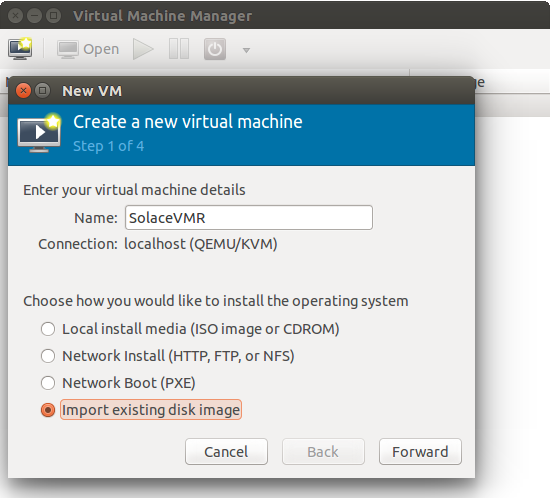 Virtual Machine Manager
Open
New VM
Create a new virtual machine
Step 1 of 4
Enter your virtual machine details
Name: SolaceVMR
Connection: localhost (QEMU/KVM)
Choose how you would like to install the operating system
Local install media (ISO image or CDROM)
Network Install (HTTP, FTP, or NFS)
Network Boot (PXE)
Import existing disk image
Cancel Back Forward